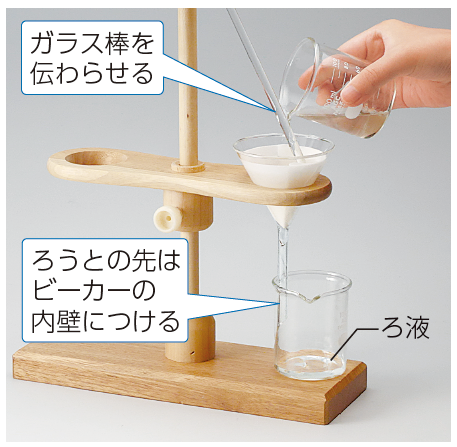 ガラス棒を
伝わらせる
ろうとの先は
ビーカーの
内壁につける
ろ液